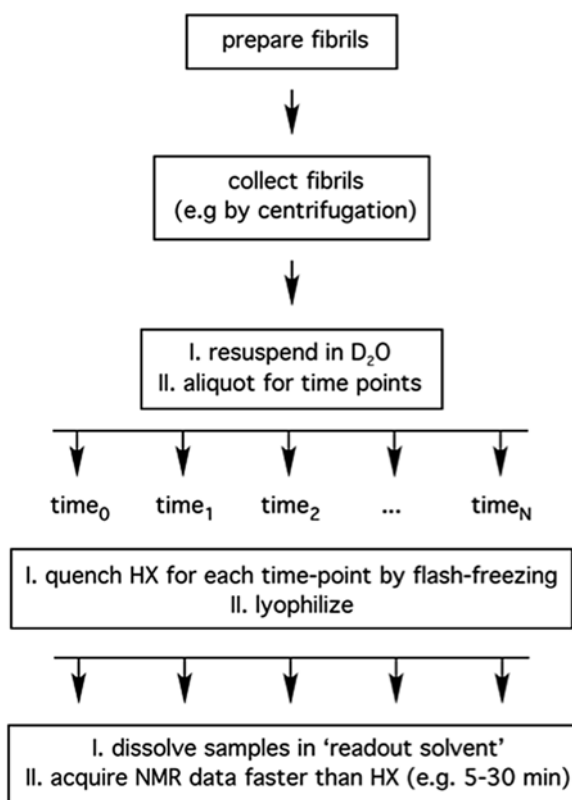 prepare fibrils
collect fibrils
(e.g by centrifugation)
I. resuspend in D₂O
II. aliquot for time points
time₀ time₁ time₂ ... timeN
I. quench HX for each time-point by flash-freezing
II. lyophilize
I. dissolve samples in ‘readout solvent’
II. acquire NMR data faster than HX (e.g. 5-30 min)